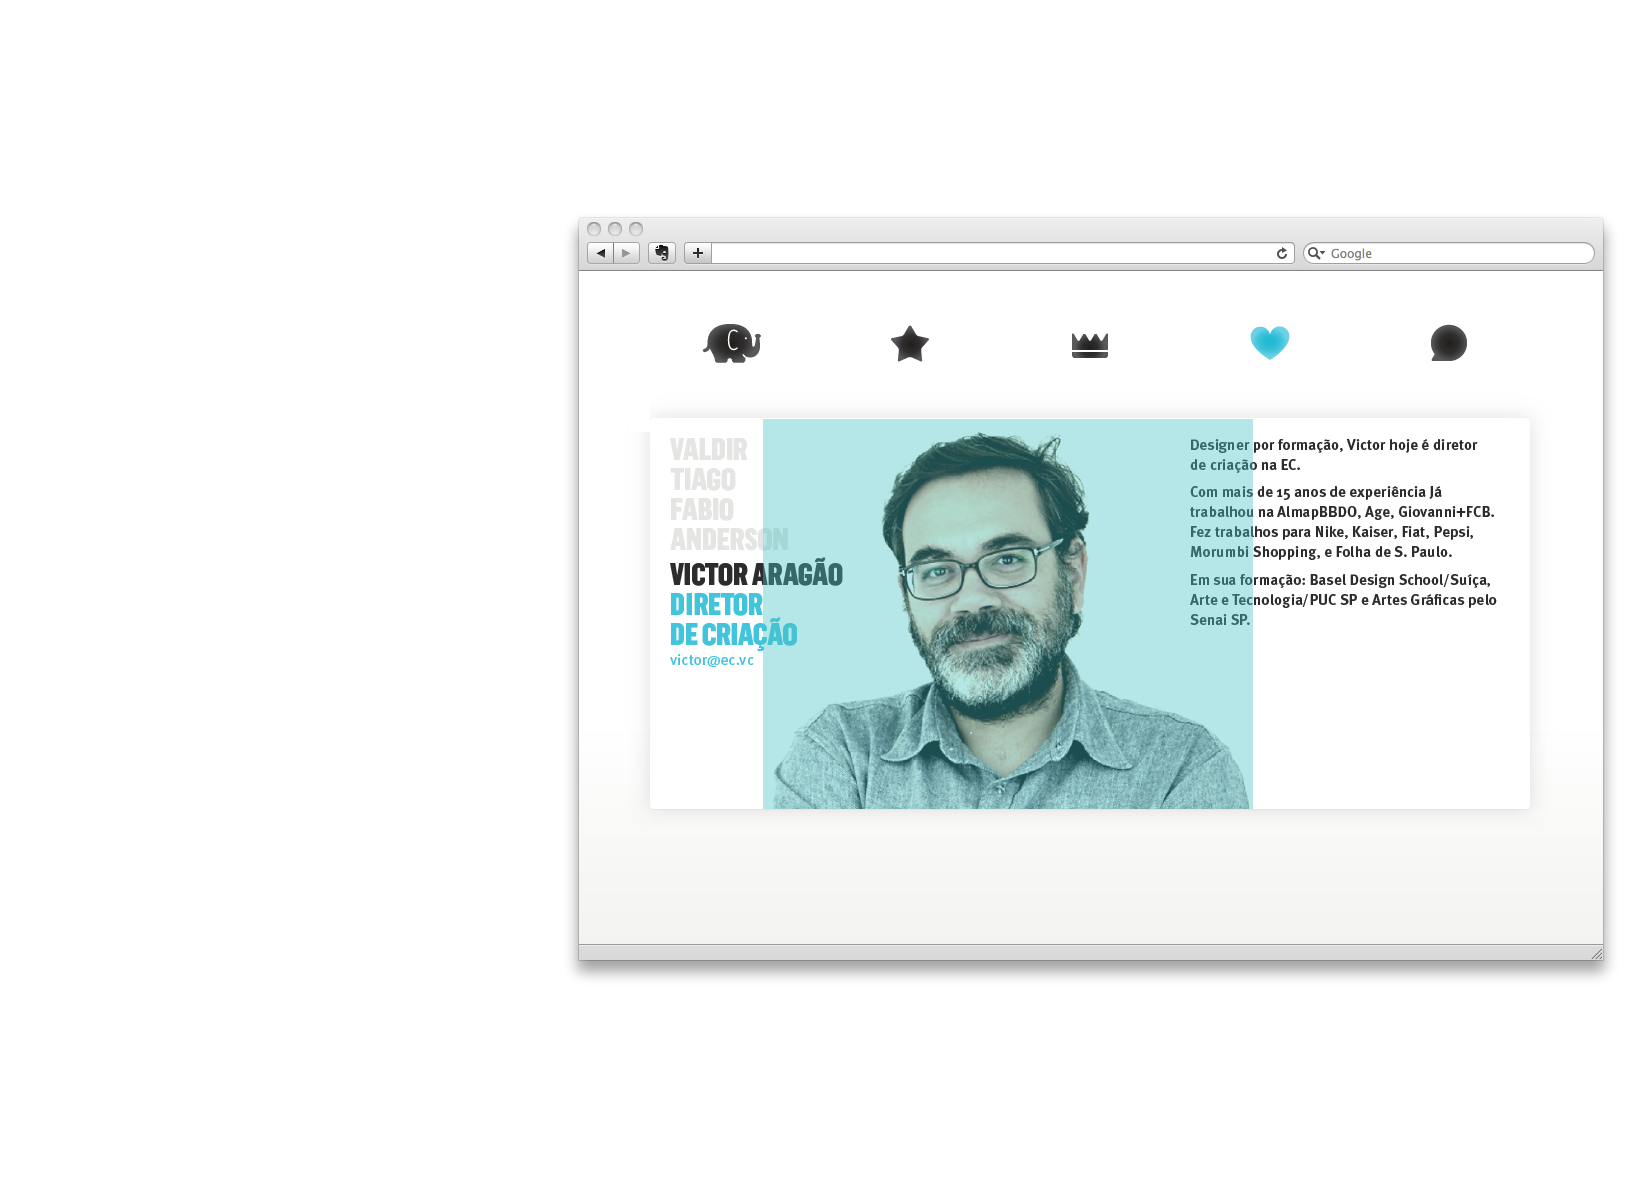 Google
VALDIR
TIAGO
FABIO
ANDERSON
VICTOR ARAGÃO
DIRETOR
DE CRIAÇÃO
victor@ec.vc
Designer por formação, Victor hoje é diretor
de criação na EC.
Com mais de 15 anos de experiência Já
trabalhou na AlmapBBDO, Age, Giovanni+FCB.
Fez trabalhos para Nike, Kaiser, Fiat, Pepsi,
Morumbi Shopping, e Folha de S. Paulo.
Em sua formação: Basel Design School/Suíça,
Arte e Tecnologia/PUC SP e Artes Gráficas pelo
Senai SP.